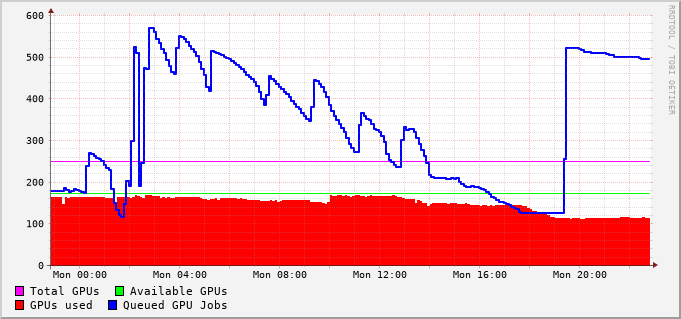 RRDTOOL / TOBI OETIKER
600
500
400
300
200
100
0
Mon 00:00 Mon 04:00 Mon 08:00 Mon 12:00 Mon 16:00 Mon 20:00
Total GPUs Available GPUs
GPUs used Queued GPU Jobs